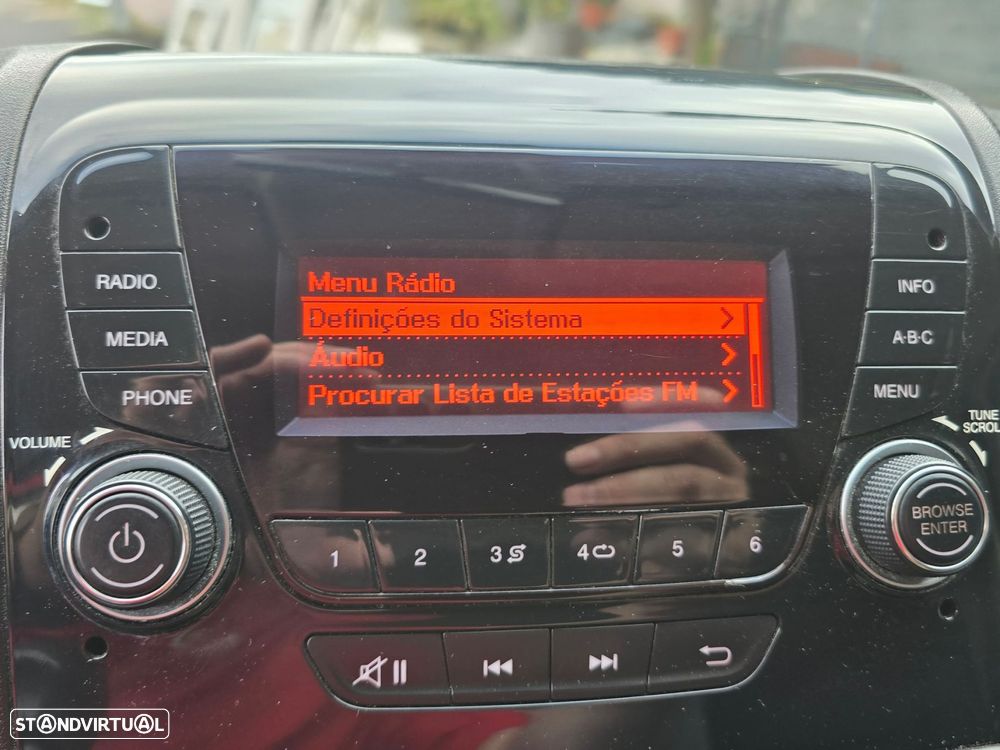 RADIO
MEDIA
PHONE
VOLUME
Menu Rádio
Definições do Sistema
Áudio
Procurar Lista de Estações FM
INFO
A·B·C
MENU
TUNE
SCROL
BROWSE
ENTER
1
2
3
4
5
6
STANDVIRTUAL